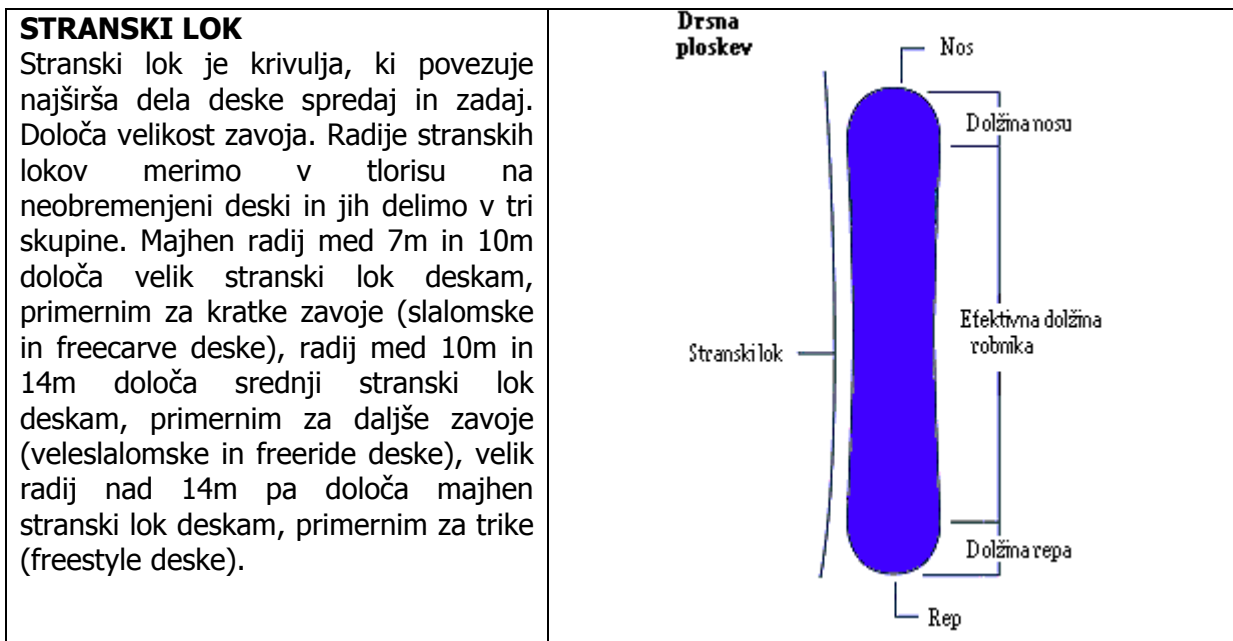 STRANSKI LOK
Stranski lok je krivulja, ki povezuje
najširša dela deske spredaj in zadaj.
Določa velikost zavoja. Radije stranskih
lokov merimo v tlorisu na
neobremenjeni deski in jih delimo v tri
skupine. Majhen radij med 7m in 10m
določa velik stranski lok deskam,
primernim za kratke zavoje (slalomske
in freecarve deske), radij med 10m in
14m določa srednji stranski lok
deskam, primernim za daljše zavoje
(veleslalomske in freeride deske), velik
radij nad 14m pa določa majhen
stranski lok deskam, primernim za trike
(freestyle deske).
Drsna
ploskev
Nos
Dolžina nosu
Efektivna dolžina
robnika
Stranski lok
Dolžina repa
Rep